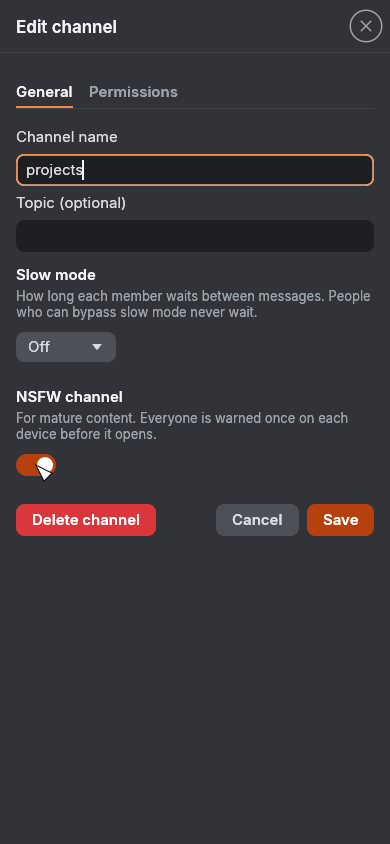 Edit channel
General Permissions
Channel name
projects
Topic (optional)
Slow mode
How long each member waits between messages. People
who can bypass slow mode never wait.
Off
NSFW channel
For mature content. Everyone is warned once on each
device before it opens.
Delete channel Cancel Save